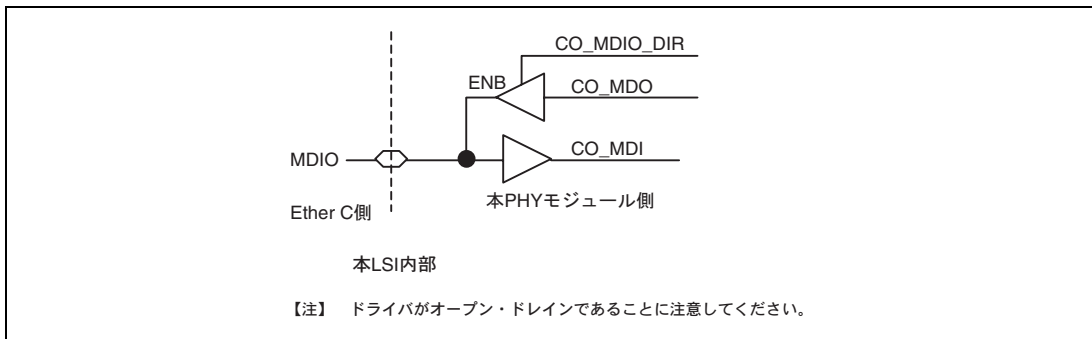 CO_MDIO_DIR
ENB
CO_MDO
MDIO
CO_MDI
Ether C側
本PHYモジュール側
本LSI内部
【注】 ドライバがオープン・ドレインであることに注意してください。